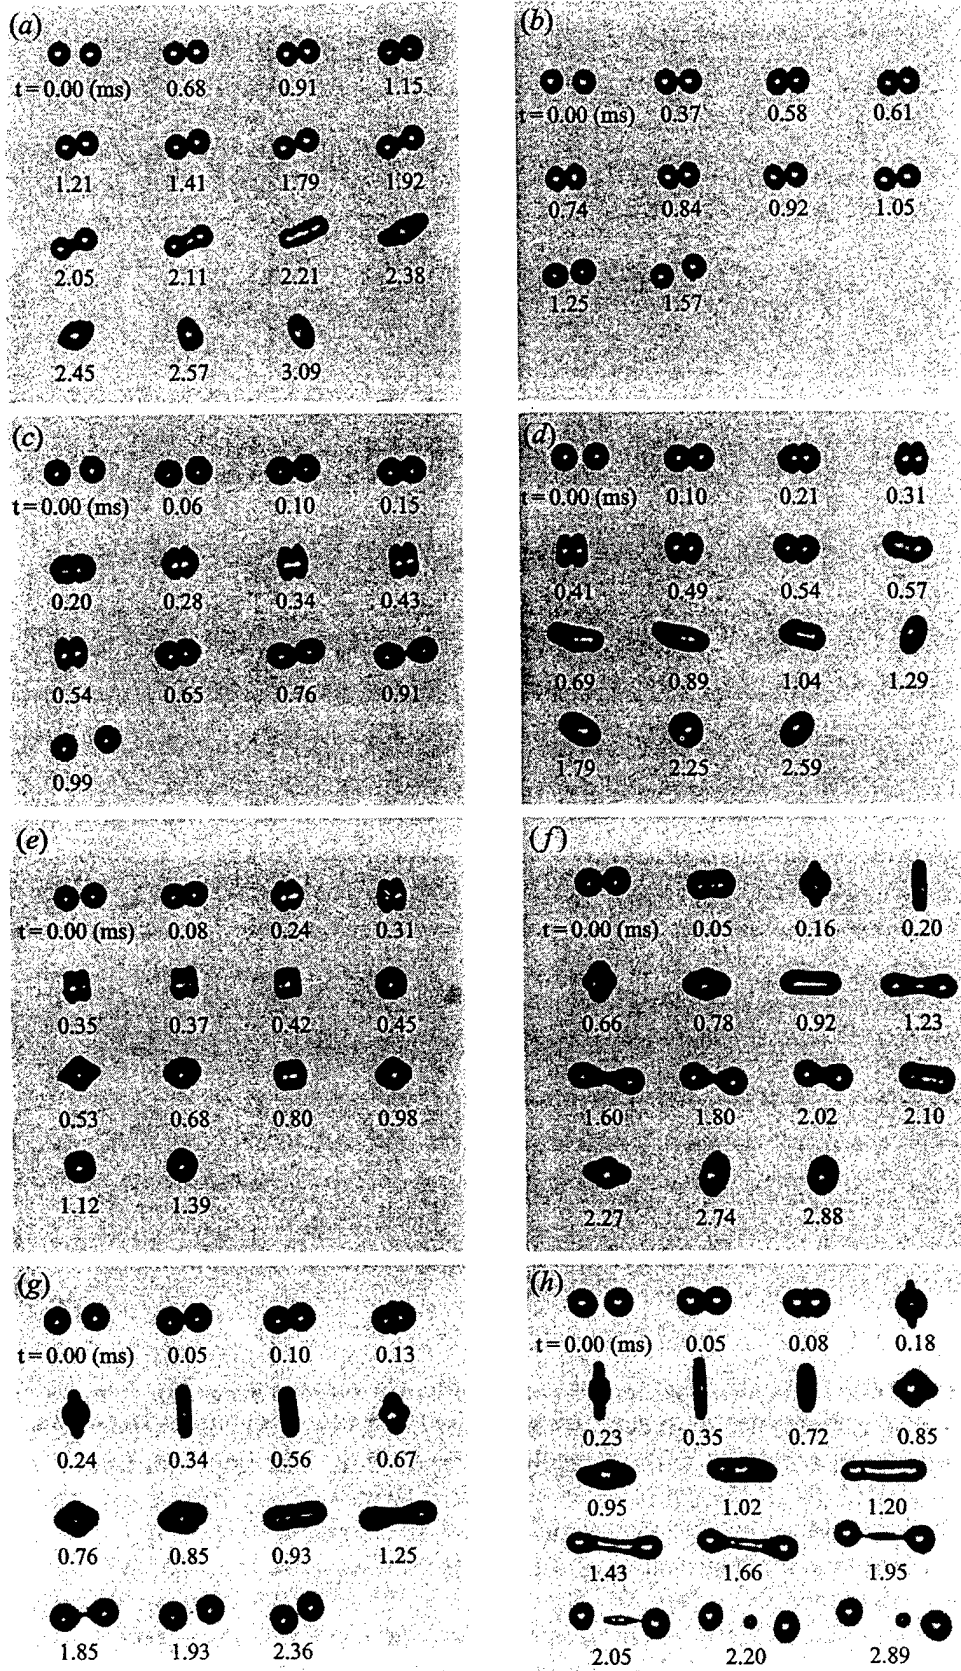 (a)
t = 0.00 (ms) 0.68 0.91 1.15
1.21 1.41 1.79 1.92
2.05 2.11 2.21 2.38
2.45 2.57 3.09
(b)
t = 0.00 (ms) 0.37 0.58 0.61
0.74 0.84 0.92 1.05
1.25 1.57
(c)
t = 0.00 (ms) 0.06 0.10 0.15
0.20 0.28 0.34 0.43
0.54 0.65 0.76 0.91
0.99
(d)
t = 0.00 (ms) 0.10 0.21 0.31
0.41 0.49 0.54 0.57
0.69 0.89 1.04 1.29
1.79 2.25 2.59
(e)
t = 0.00 (ms) 0.08 0.24 0.31
0.35 0.37 0.42 0.45
0.53 0.68 0.80 0.98
1.12 1.39
(f)
t = 0.00 (ms) 0.05 0.16 0.20
0.66 0.78 0.92 1.23
1.60 1.80 2.02 2.10
2.27 2.74 2.88
(g)
t = 0.00 (ms) 0.05 0.10 0.13
0.24 0.34 0.56 0.67
0.76 0.85 0.93 1.25
1.85 1.93 2.36
(h)
t = 0.00 (ms) 0.05 0.08 0.18
0.23 0.35 0.72 0.85
0.95 1.02 1.20
1.43 1.66 1.95
2.05 2.20 2.89